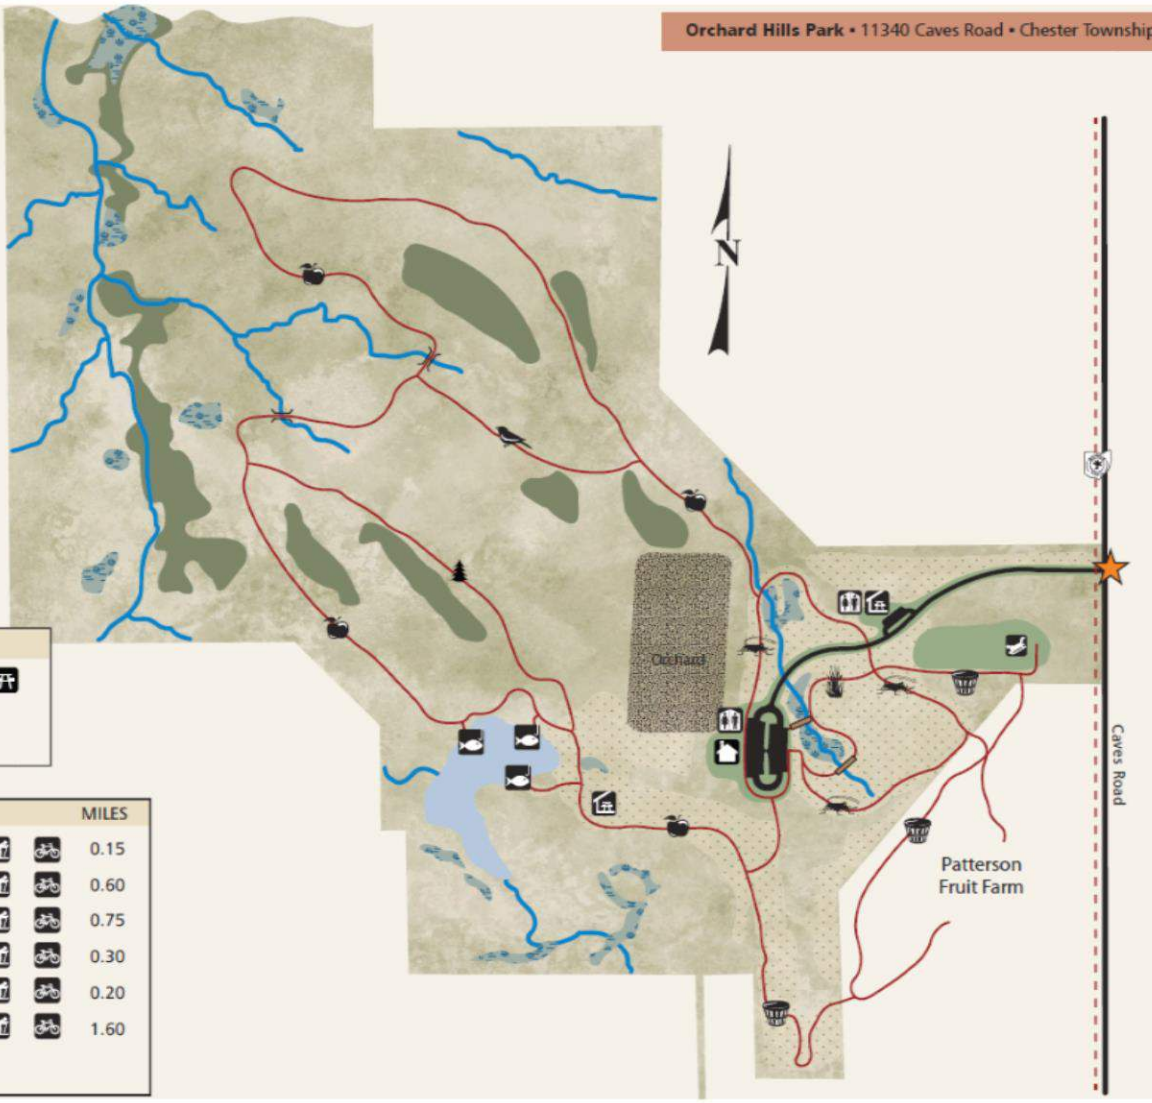 Orchard Hills Park • 11340 Caves Road • Chester Township
N
Orchard
Caves Road
Patterson
Fruit Farm
MILES
0.15
0.60
0.75
0.30
0.20
1.60